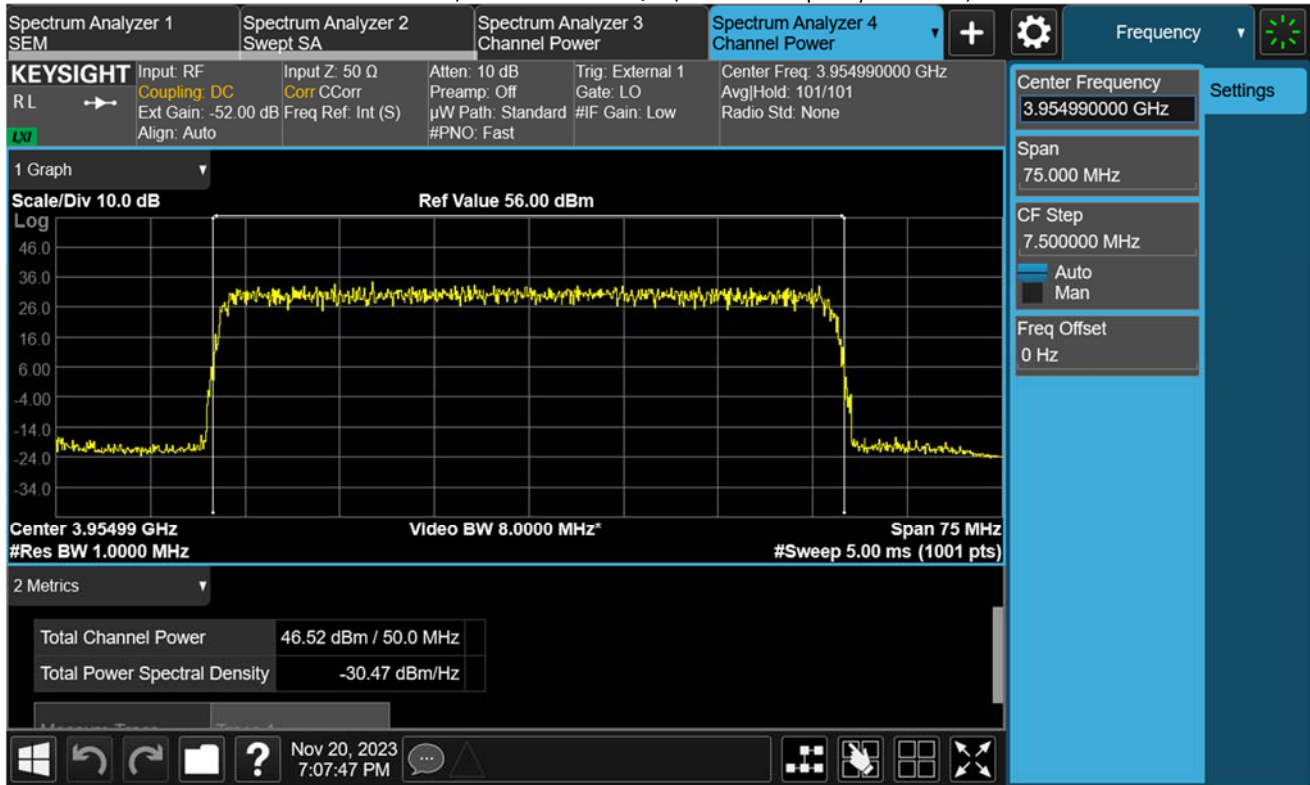 Spectrum Analyzer 1
SEM
Spectrum Analyzer 2
Swept SA
Spectrum Analyzer 3
Channel Power
Spectrum Analyzer 4
Channel Power
+
Frequency
KEYSIGHT
R L
LXI
Input: RF
Coupling: DC
Ext Gain: -52.00 dB
Align: Auto
Input Z: 50 Ω
Corr CCorr
Freq Ref: Int (S)
Atten: 10 dB
Preamp: Off
µW Path: Standard
#PNO: Fast
Trig: External 1
Gate: LO
#IF Gain: Low
Center Freq: 3.954990000 GHz
Avg|Hold: 101/101
Radio Std: None
Center Frequency
3.954990000 GHz
Settings
Span
75.000 MHz
CF Step
7.500000 MHz
Auto
Man
Freq Offset
0 Hz
1 Graph
Scale/Div 10.0 dB
Ref Value 56.00 dBm
Log
46.0
36.0
26.0
16.0
6.00
-4.00
-14.0
-24.0
-34.0
Center 3.95499 GHz
Video BW 8.0000 MHz*
Span 75 MHz
#Res BW 1.0000 MHz
#Sweep 5.00 ms (1001 pts)
2 Metrics
Total Channel Power 46.52 dBm / 50.0 MHz
Total Power Spectral Density -30.47 dBm/Hz
?
Nov 20, 2023
7:07:47 PM